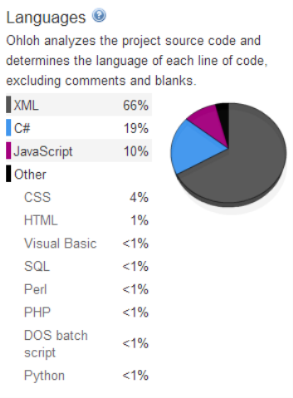 Languages
Ohloh analyzes the project source code and
determines the language of each line of code,
excluding comments and blanks.
XML 66%
C# 19%
JavaScript 10%
Other
CSS 4%
HTML 1%
Visual Basic <1%
SQL <1%
Perl <1%
PHP <1%
DOS batch
script <1%
Python <1%